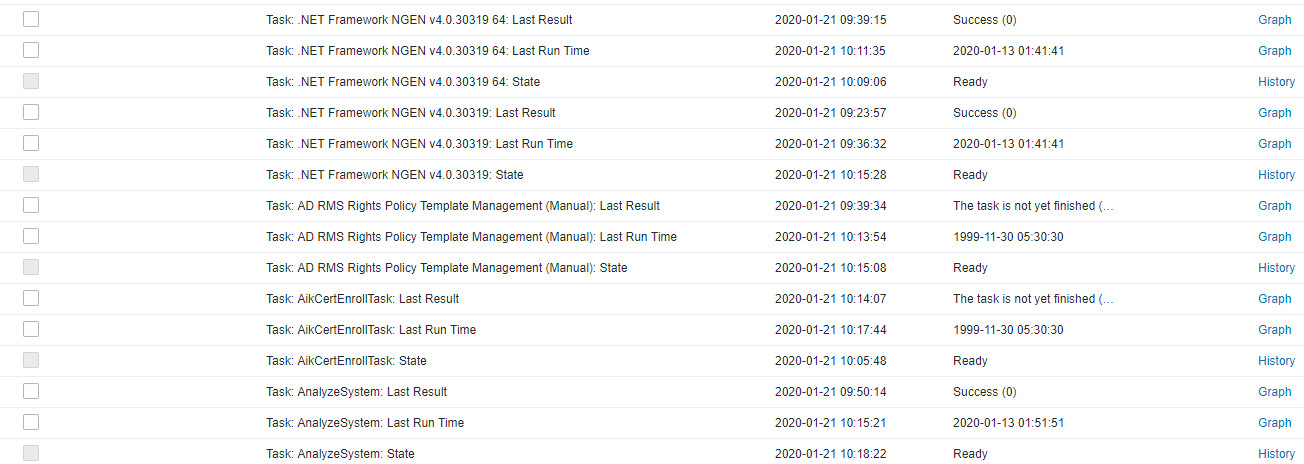 Task: .NET Framework NGEN v4.0.30319 64: Last Result 2020-01-21 09:39:15 Success (0) Graph
Task: .NET Framework NGEN v4.0.30319 64: Last Run Time 2020-01-21 10:11:35 2020-01-13 01:41:41 Graph
Task: .NET Framework NGEN v4.0.30319 64: State 2020-01-21 10:09:06 Ready History
Task: .NET Framework NGEN v4.0.30319: Last Result 2020-01-21 09:23:57 Success (0) Graph
Task: .NET Framework NGEN v4.0.30319: Last Run Time 2020-01-21 09:36:32 2020-01-13 01:41:41 Graph
Task: .NET Framework NGEN v4.0.30319: State 2020-01-21 10:15:28 Ready History
Task: AD RMS Rights Policy Template Management (Manual): Last Result 2020-01-21 09:39:34 The task is not yet finished (… Graph
Task: AD RMS Rights Policy Template Management (Manual): Last Run Time 2020-01-21 10:13:54 1999-11-30 05:30:30 Graph
Task: AD RMS Rights Policy Template Management (Manual): State 2020-01-21 10:15:08 Ready History
Task: AikCertEnrollTask: Last Result 2020-01-21 10:14:07 The task is not yet finished (… Graph
Task: AikCertEnrollTask: Last Run Time 2020-01-21 10:17:44 1999-11-30 05:30:30 Graph
Task: AikCertEnrollTask: State 2020-01-21 10:05:48 Ready History
Task: AnalyzeSystem: Last Result 2020-01-21 09:50:14 Success (0) Graph
Task: AnalyzeSystem: Last Run Time 2020-01-21 10:15:21 2020-01-13 01:51:51 Graph
Task: AnalyzeSystem: State 2020-01-21 10:18:22 Ready History